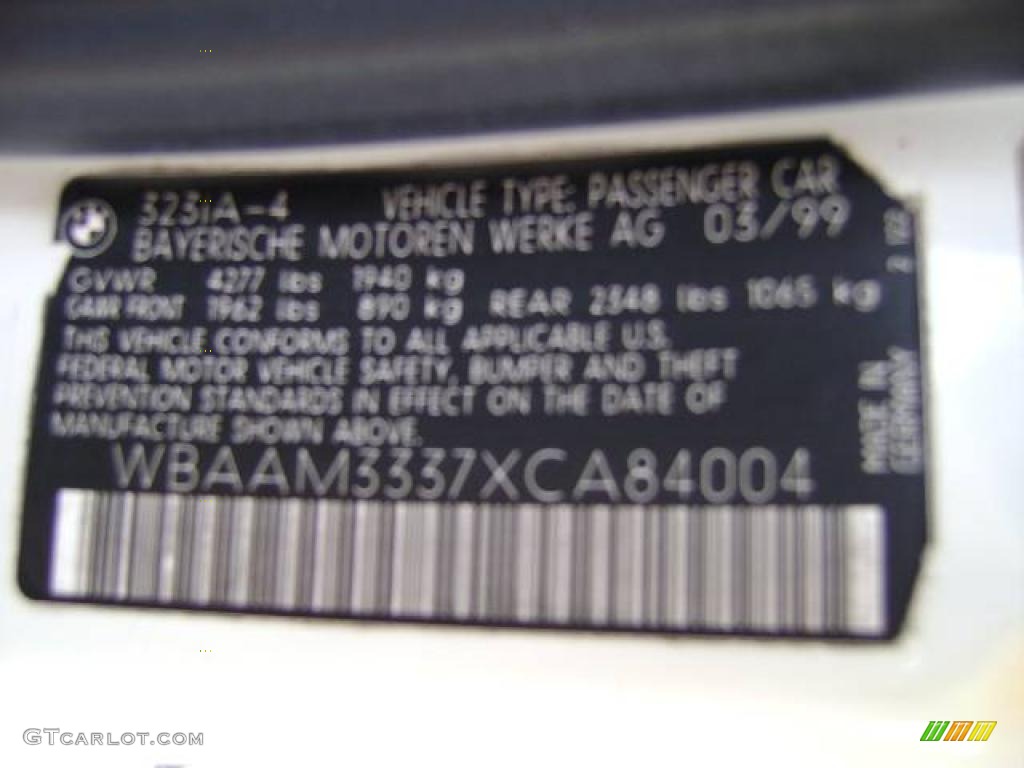 323iA-4 VEHICLE TYPE: PASSENGER CAR
BAYERISCHE MOTOREN WERKE AG 03/99
GVWR 4277 lbs 1940 kg
GAWR FRONT 1962 lbs 890 kg REAR 2348 lbs 1065 kg
THIS VEHICLE CONFORMS TO ALL APPLICABLE U.S.
FEDERAL MOTOR VEHICLE SAFETY, BUMPER AND THEFT
PREVENTION STANDARDS IN EFFECT ON THE DATE OF
MANUFACTURE SHOWN ABOVE.
WBAAM3337XCA84004
MADE IN
GERMANY
GTCARLOT.COM